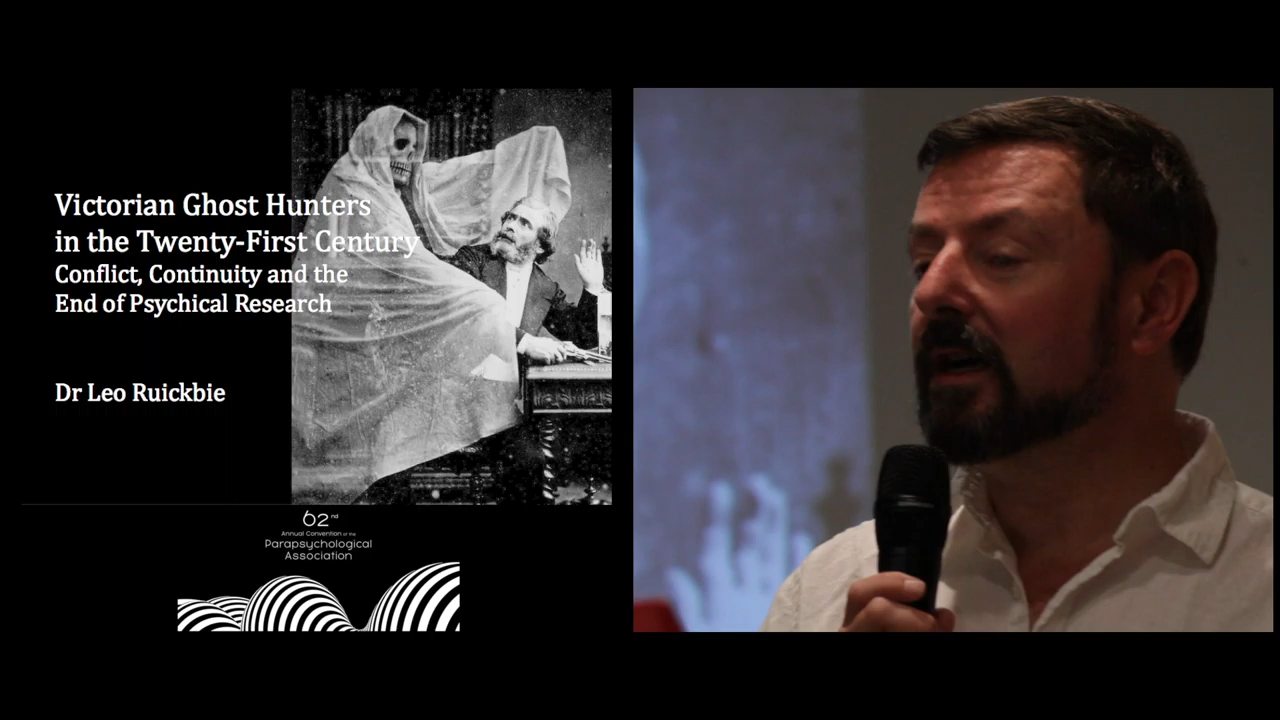 Victorian Ghost Hunters
in the Twenty-First Century
Conflict, Continuity and the
End of Psychical Research
Dr Leo Ruickbie
62nd
Annual Convention of the
Parapsychological
Association